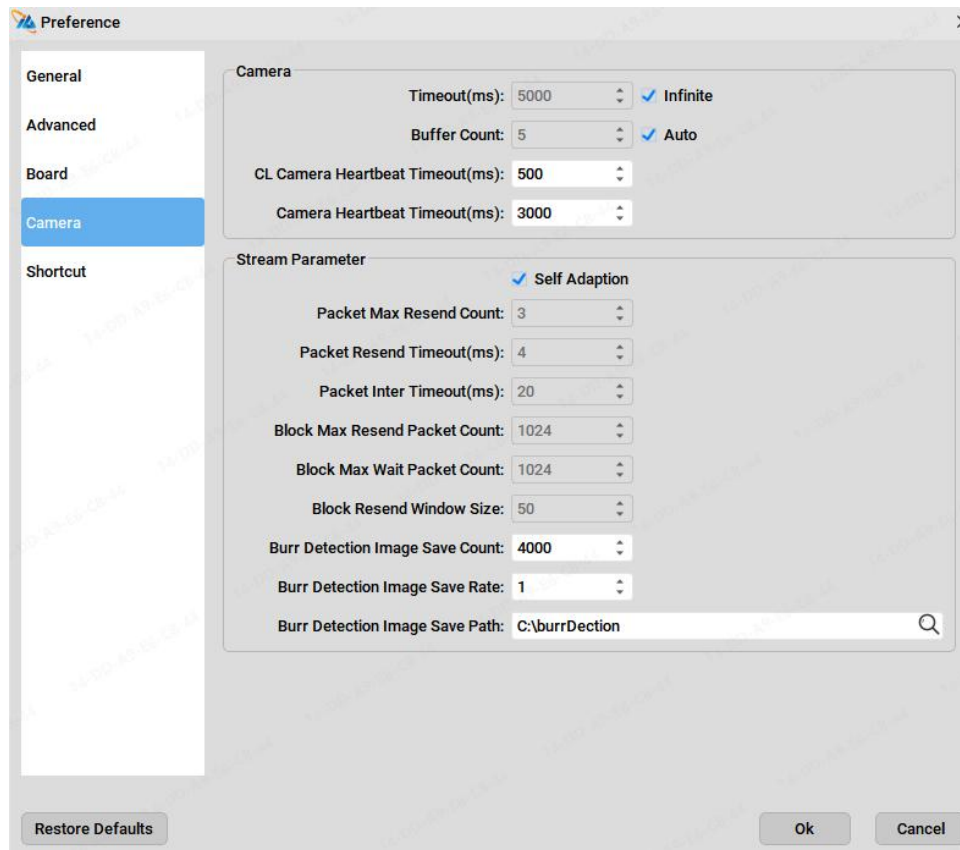 Preference
General
Advanced
Board
Camera
Shortcut
Camera
Timeout(ms): 5000 Infinite
Buffer Count: 5 Auto
CL Camera Heartbeat Timeout(ms): 500
Camera Heartbeat Timeout(ms): 3000
Stream Parameter
Self Adaption
Packet Max Resend Count: 3
Packet Resend Timeout(ms): 4
Packet Inter Timeout(ms): 20
Block Max Resend Packet Count: 1024
Block Max Wait Packet Count: 1024
Block Resend Window Size: 50
Burr Detection Image Save Count: 4000
Burr Detection Image Save Rate: 1
Burr Detection Image Save Path: C:\burrDection
Restore Defaults Ok Cancel